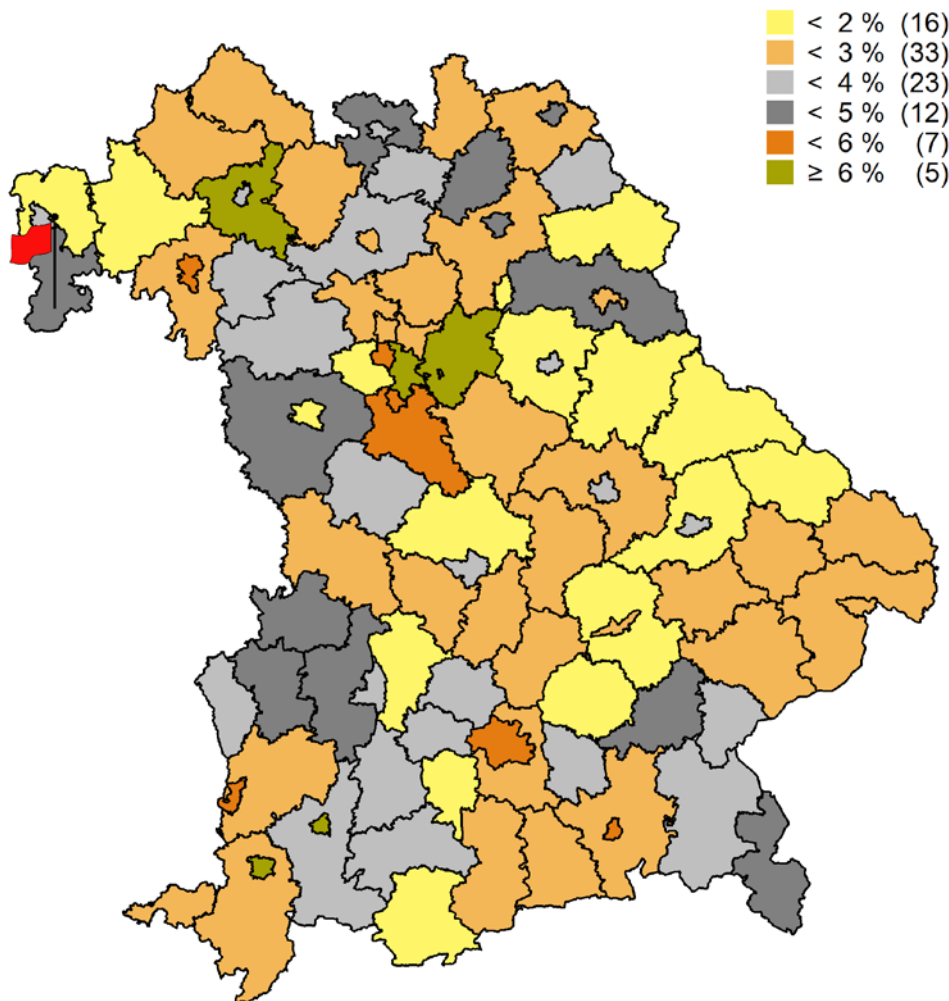 < 2 % (16)
< 3 % (33)
< 4 % (23)
< 5 % (12)
< 6 % (7)
≥ 6 % (5)